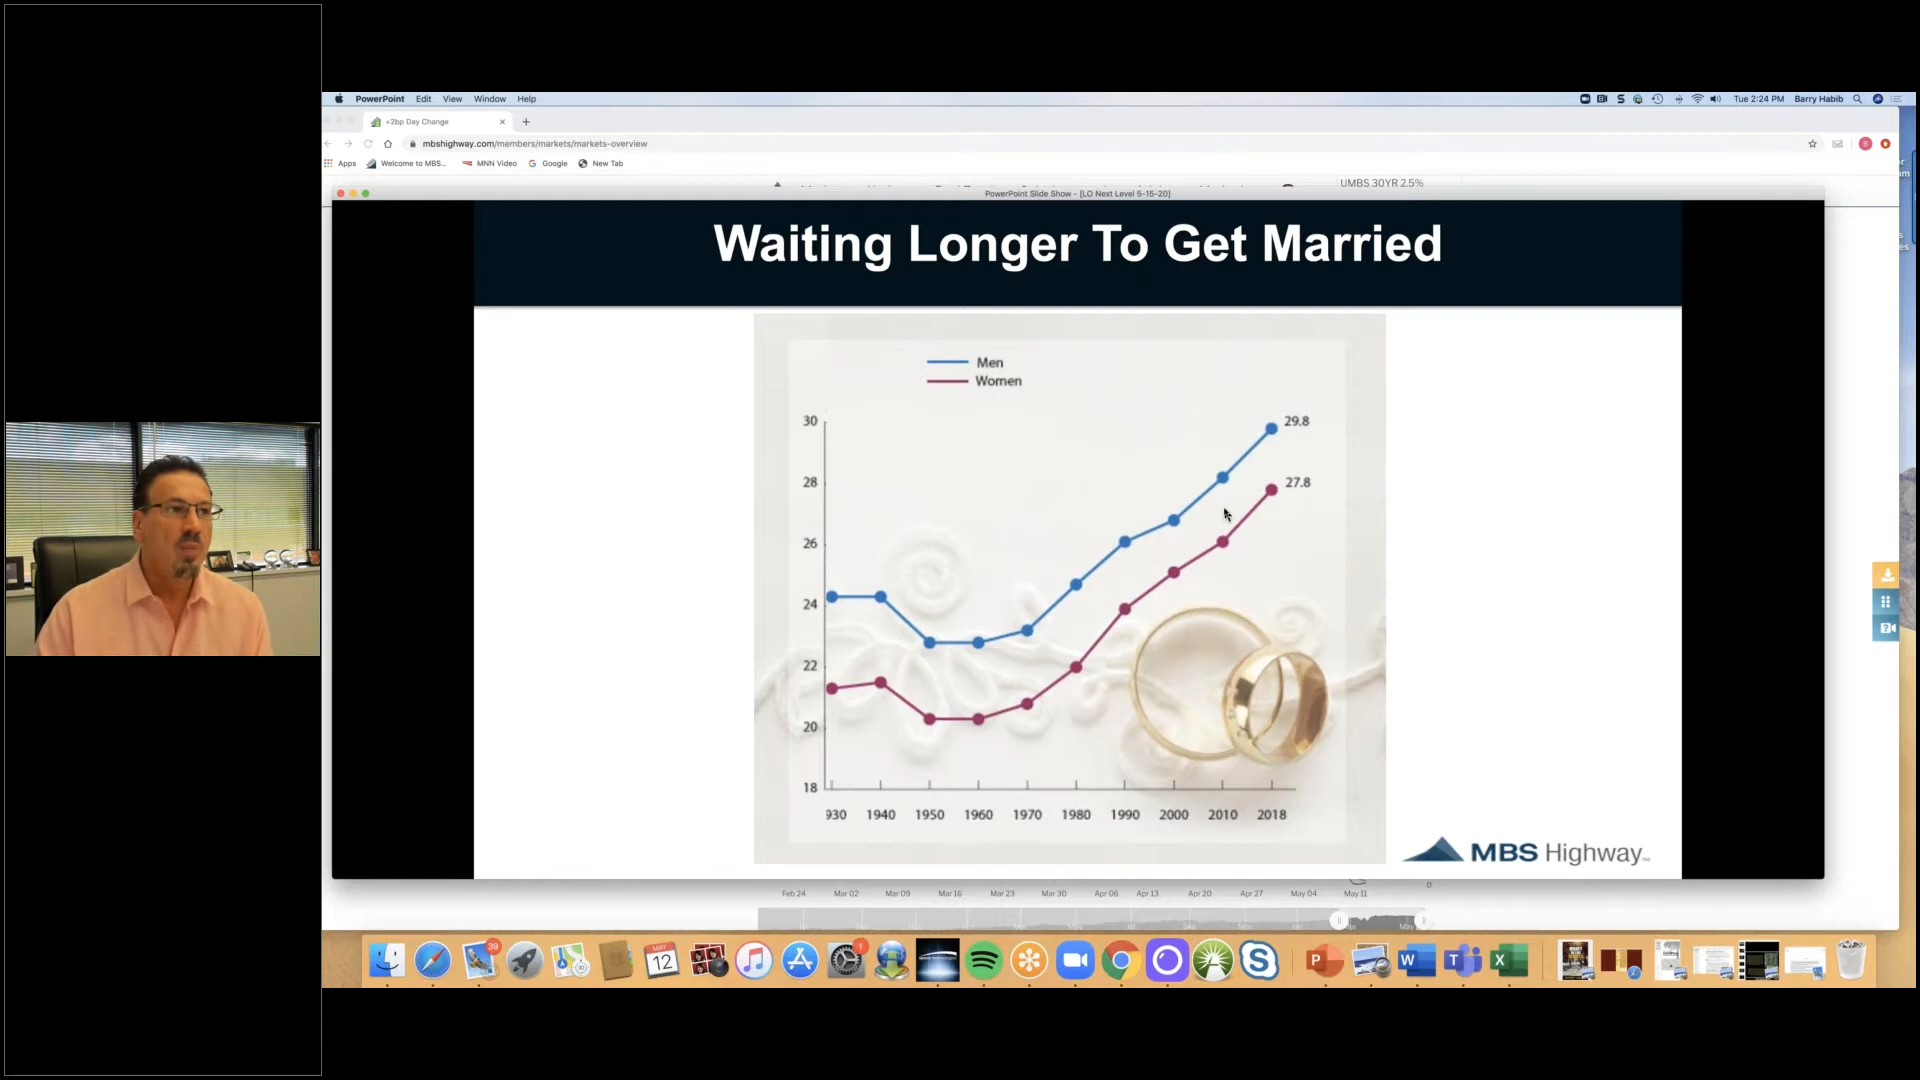 PowerPoint Edit View Window Help
Tue 2:24 PM Barry Habib
+2bp Day Change
mbshighway.com/members/markets/markets-overview
Apps Welcome to MBS... MNN Video Google New Tab
UMBS 30YR 2.5%
PowerPoint Slide Show - [LO Next Level 5-15-20]
Waiting Longer To Get Married
Men
Women
30
29.8
28
27.8
26
24
22
20
18
930 1940 1950 1960 1970 1980 1990 2000 2010 2018
MBS Highway
Feb 24 Mar 02 Mar 09 Mar 16 Mar 23 Mar 30 Apr 06 Apr 13 Apr 20 Apr 27 May 04 May 11
0
39
MAY
12
1